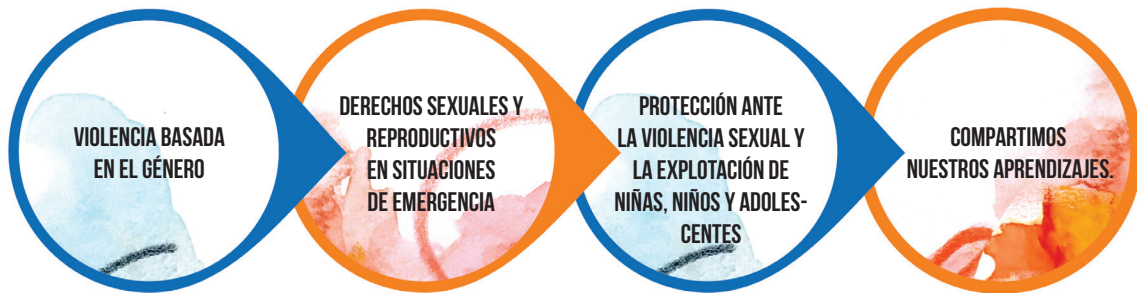 VIOLENCIA BASADA
EN EL GÉNERO
DERECHOS SEXUALES Y
REPRODUCTIVOS
EN SITUACIONES
DE EMERGENCIA
PROTECCIÓN ANTE
LA VIOLENCIA SEXUAL Y
LA EXPLOTACIÓN DE
NIÑAS, NIÑOS Y ADOLES-
CENTES
COMPARTIMOS
NUESTROS APRENDIZAJES.